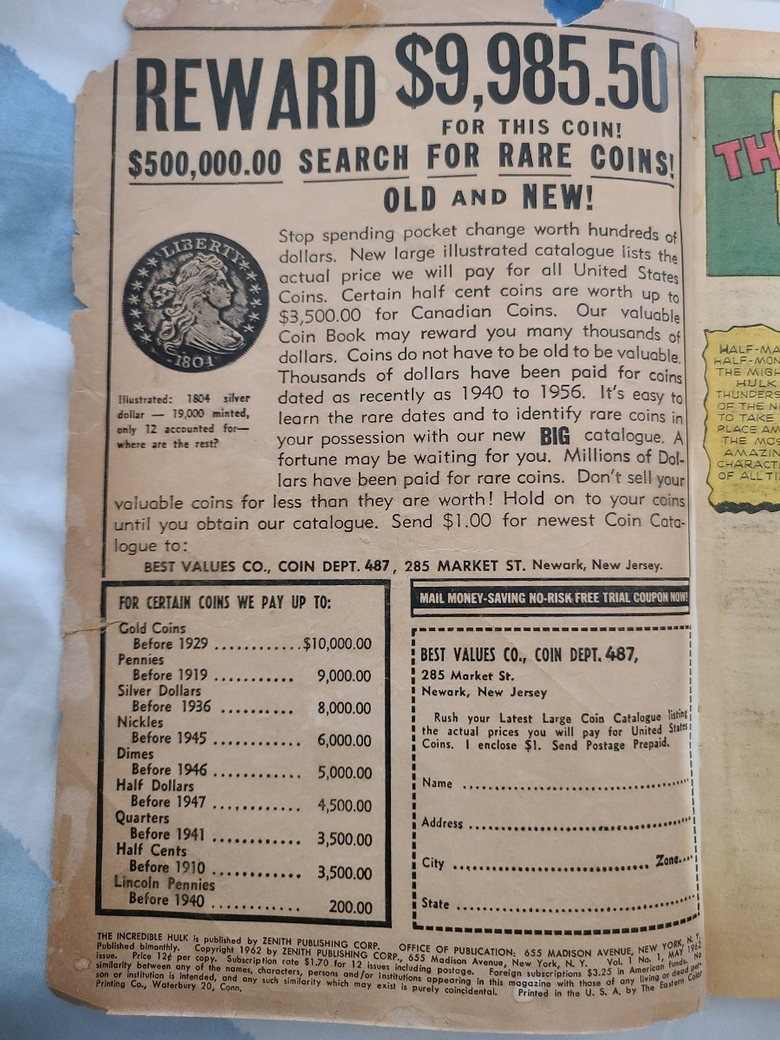 REWARD $9,985.50
FOR THIS COIN!
$500,000.00 SEARCH FOR RARE COINS!
OLD AND NEW!
LIBERTY
1804
Illustrated: 1804 silver
dollar — 19,000 minted,
only 12 accounted for—
where are the rest?
Stop spending pocket change worth hundreds of
dollars. New large illustrated catalogue lists the
actual price we will pay for all United States
Coins. Certain half cent coins are worth up to
$3,500.00 for Canadian Coins. Our valuable
Coin Book may reward you many thousands of
dollars. Coins do not have to be old to be valuable.
Thousands of dollars have been paid for coins
dated as recently as 1940 to 1956. It's easy to
learn the rare dates and to identify rare coins in
your possession with our new BIG catalogue. A
fortune may be waiting for you. Millions of Dol-
lars have been paid for rare coins. Don't sell your
valuable coins for less than they are worth! Hold on to your coins
until you obtain our catalogue. Send $1.00 for newest Coin Cata-
logue to:
BEST VALUES CO., COIN DEPT. 487, 285 MARKET ST. Newark, New Jersey.
FOR CERTAIN COINS WE PAY UP TO:
Gold Coins
Before 1929 ............$10,000.00
Pennies
Before 1919 ........... 9,000.00
Silver Dollars
Before 1936 .......... 8,000.00
Nickles
Before 1945 ............ 6,000.00
Dimes
Before 1946 ............ 5,000.00
Half Dollars
Before 1947 ............ 4,500.00
Quarters
Before 1941 ............ 3,500.00
Half Cents
Before 1910 ............ 3,500.00
Lincoln Pennies
Before 1940 ............ 200.00
MAIL MONEY-SAVING NO-RISK FREE TRIAL COUPON NOW!
BEST VALUES CO., COIN DEPT. 487,
285 Market St.
Newark, New Jersey
Rush your Latest Large Coin Catalogue listing
the actual prices you will pay for United States
Coins. I enclose $1. Send Postage Prepaid.
Name ........................................
Address ........................................
City .................................... Zone....
State ........................................
THE INCREDIBLE HULK is published by ZENITH PUBLISHING CORP. OFFICE OF PUBLICATION: 655 MADISON AVENUE, NEW YORK, N. Y.
Published bimonthly. Copyright 1962 by ZENITH PUBLISHING CORP., 655 Madison Avenue, New York, N. Y. Vol. 1 No. 1, MAY 1962
issue. Price 12¢ per copy. Subscription rate $1.70 for 12 issues including postage. Foreign subscriptions $3.25 in American funds. No
similarity between any of the names, characters, persons and/or institutions appearing in this magazine with those of any living or dead per-
son or institution is intended, and any such similarity which may exist is purely coincidental. Printed in the U. S. A. by The Eastern Color
Printing Co., Waterbury 20, Conn.
TH
HALF-MA
HALF-MON
THE MIGH
HULK
THUNDERS
OF THE NI
TO TAKE
PLACE AM
THE MOS
AMAZIN
CHARACT
OF ALL TI